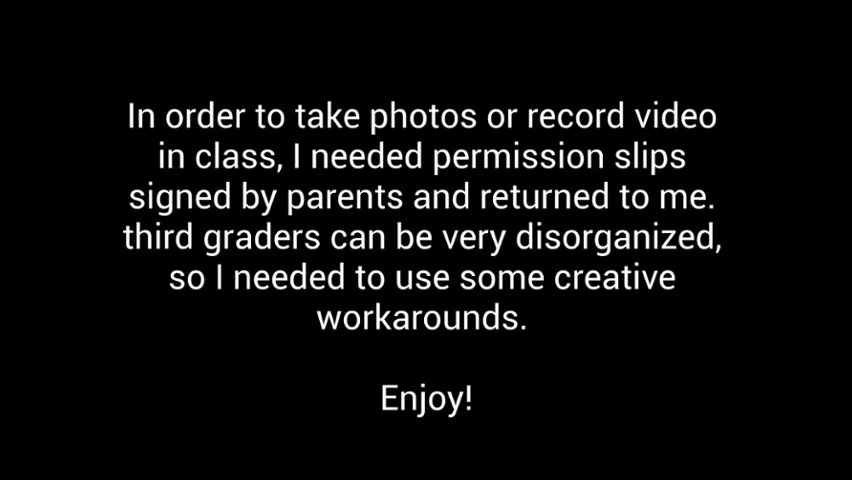 In order to take photos or record video
in class, I needed permission slips
signed by parents and returned to me.
third graders can be very disorganized,
so I needed to use some creative
workarounds.
Enjoy!